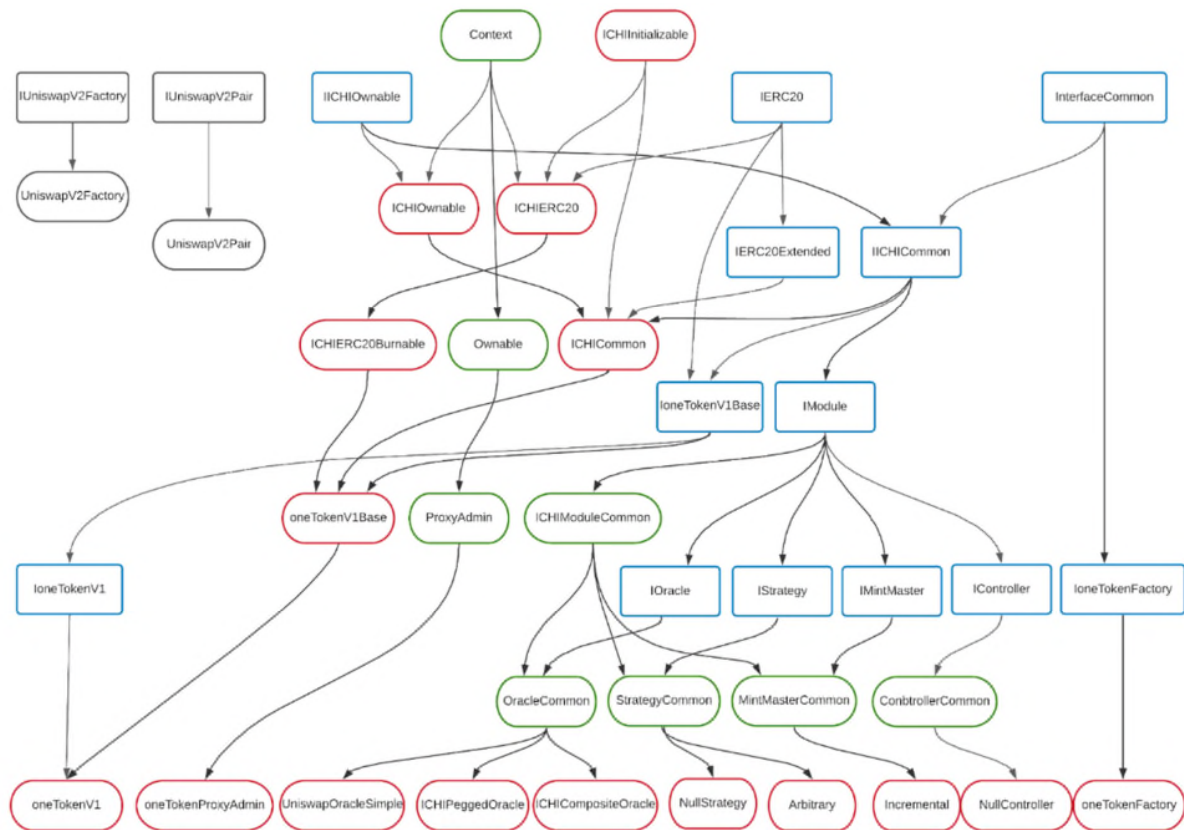 Context
ICHIInitializable
IUniswapV2Factory
IUniswapV2Pair
IICHIOwnable
IERC20
InterfaceCommon
UniswapV2Factory
ICHIOwnable
ICHIERC20
UniswapV2Pair
IERC20Extended
IICHICommon
ICHIERC20Burnable
Ownable
ICHICommon
IoneTokenV1Base
IModule
oneTokenV1Base
ProxyAdmin
ICHIModuleCommon
IoneTokenV1
IOracle
IStrategy
IMintMaster
IController
IoneTokenFactory
OracleCommon
StrategyCommon
MintMasterCommon
ConbtrollerCommon
oneTokenV1
oneTokenProxyAdmin
UniswapOracleSimple
ICHIPeggedOracle
ICHICompositeOracle
NullStrategy
Arbitrary
Incremental
NullController
oneTokenFactory